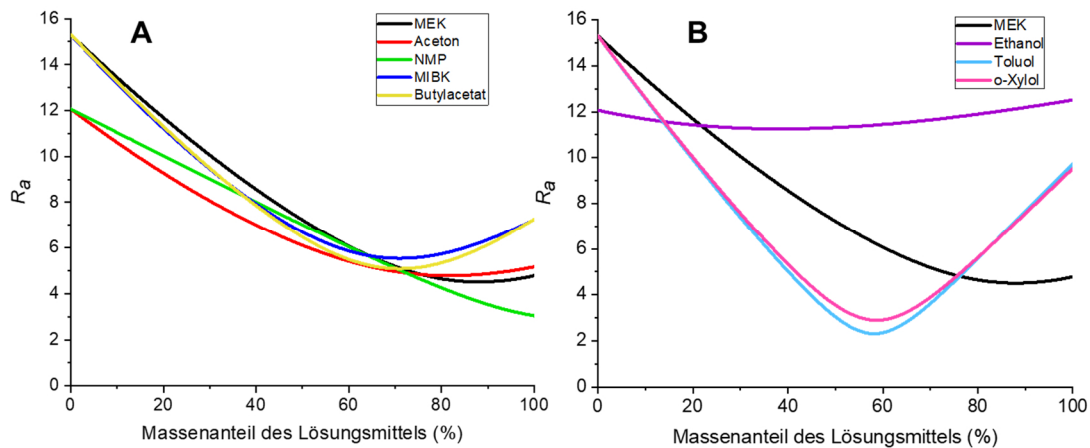 A
MEK
Aceton
NMP
MIBK
Butylacetat
16
14
12
10
8
6
4
2
0
Ra
0
20
40
60
80
100
Massenanteil des Lösungsmittels (%)
B
MEK
Ethanol
Toluol
o-Xylol
16
14
12
10
8
6
4
2
0
Ra
0
20
40
60
80
100
Massenanteil des Lösungsmittels (%)